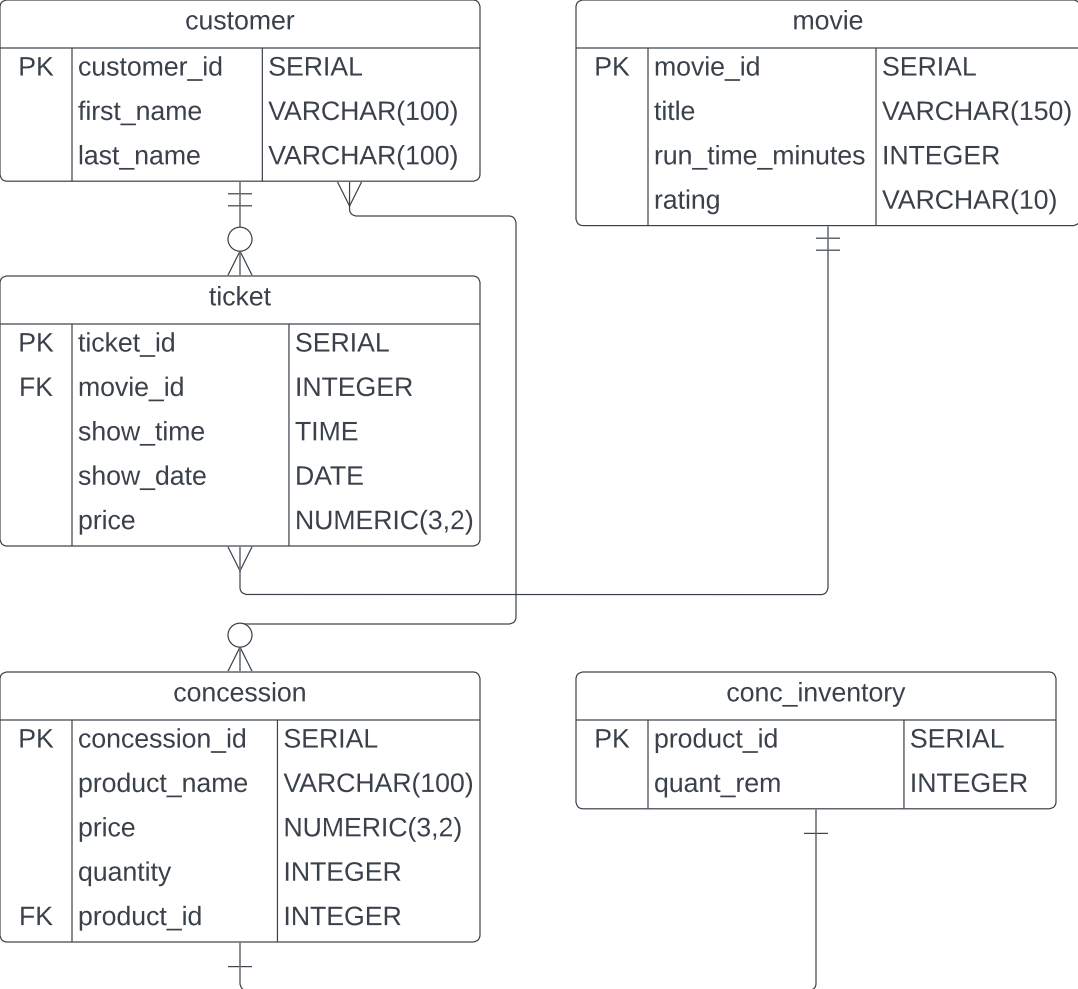 customer
PK customer_id SERIAL
first_name VARCHAR(100)
last_name VARCHAR(100)
movie
PK movie_id SERIAL
title VARCHAR(150)
run_time_minutes INTEGER
rating VARCHAR(10)
ticket
PK ticket_id SERIAL
FK movie_id INTEGER
show_time TIME
show_date DATE
price NUMERIC(3,2)
concession
PK concession_id SERIAL
product_name VARCHAR(100)
price NUMERIC(3,2)
quantity INTEGER
FK product_id INTEGER
conc_inventory
PK product_id SERIAL
quant_rem INTEGER